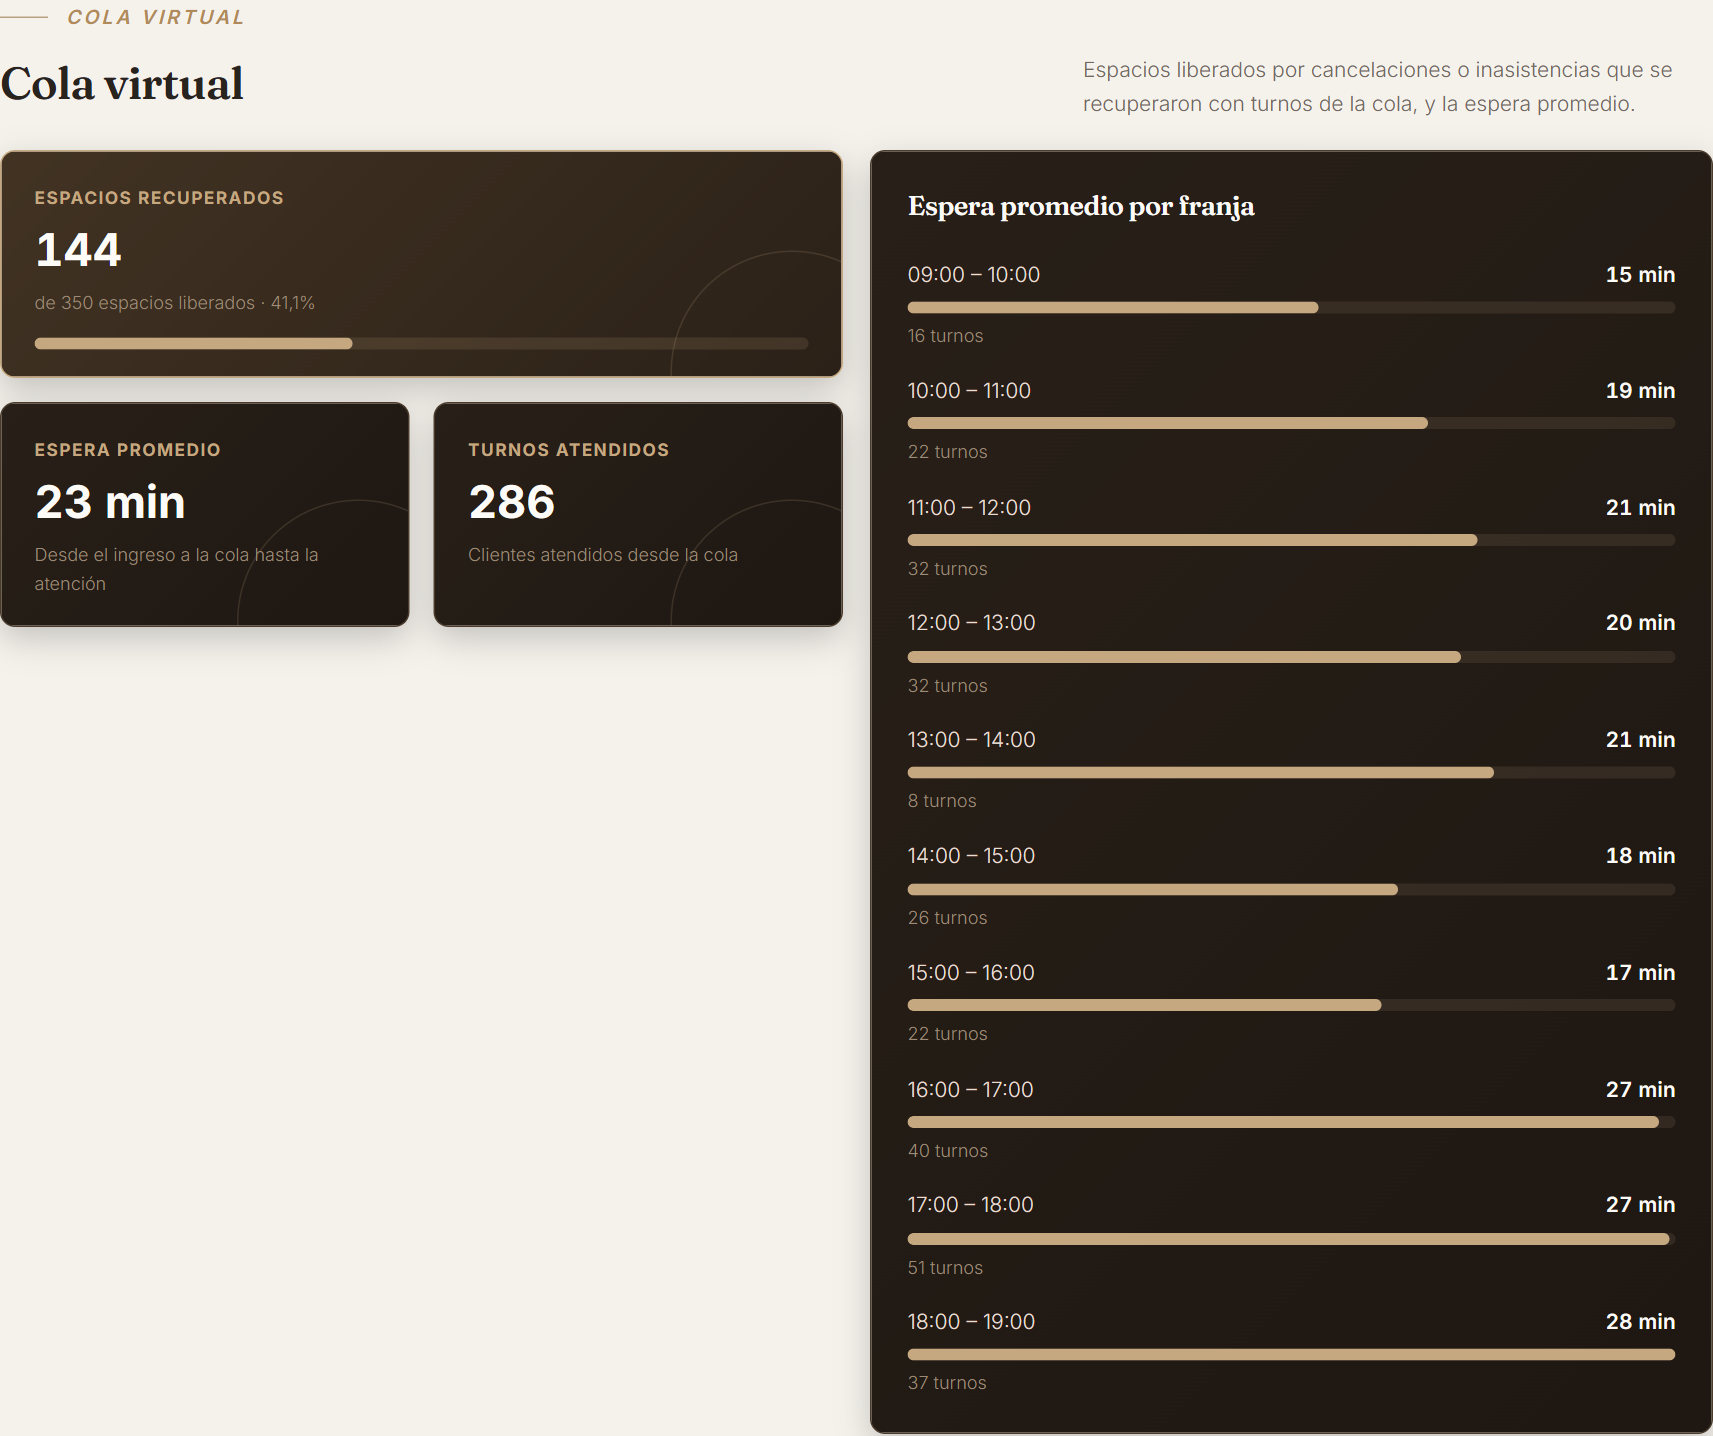 COLA VIRTUAL
Cola virtual
Espacios liberados por cancelaciones o inasistencias que se
recuperaron con turnos de la cola, y la espera promedio.
ESPACIOS RECUPERADOS
144
de 350 espacios liberados · 41,1%
ESPERA PROMEDIO
23 min
Desde el ingreso a la cola hasta la
atención
TURNOS ATENDIDOS
286
Clientes atendidos desde la cola
Espera promedio por franja
09:00 – 10:00 15 min
16 turnos
10:00 – 11:00 19 min
22 turnos
11:00 – 12:00 21 min
32 turnos
12:00 – 13:00 20 min
32 turnos
13:00 – 14:00 21 min
8 turnos
14:00 – 15:00 18 min
26 turnos
15:00 – 16:00 17 min
22 turnos
16:00 – 17:00 27 min
40 turnos
17:00 – 18:00 27 min
51 turnos
18:00 – 19:00 28 min
37 turnos